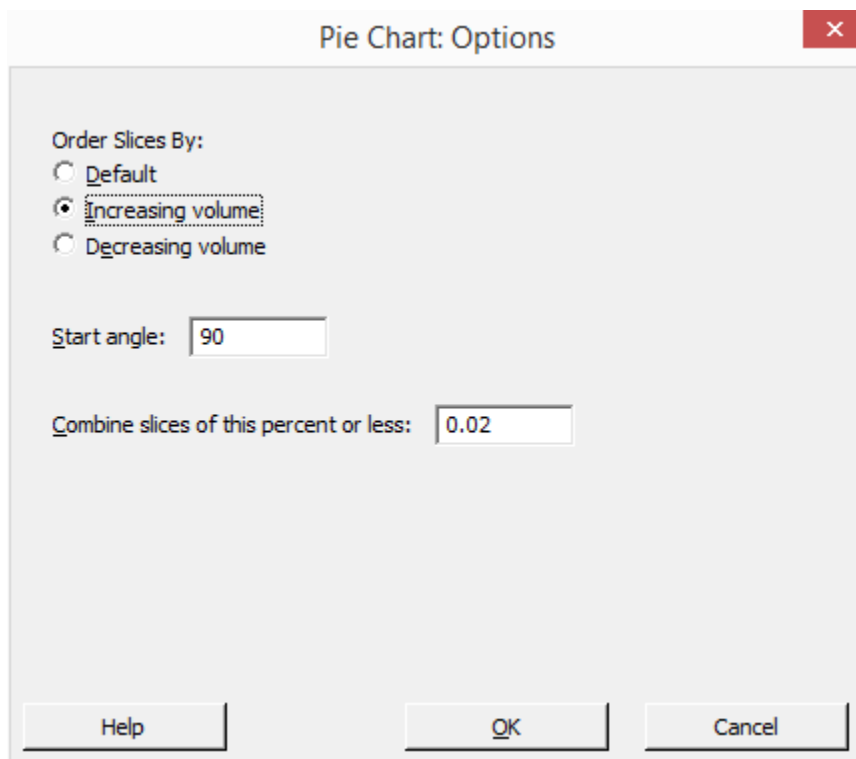 Pie Chart: Options
Order Slices By:
Default
Increasing volume
Decreasing volume
Start angle: 90
Combine slices of this percent or less: 0.02
Help OK Cancel